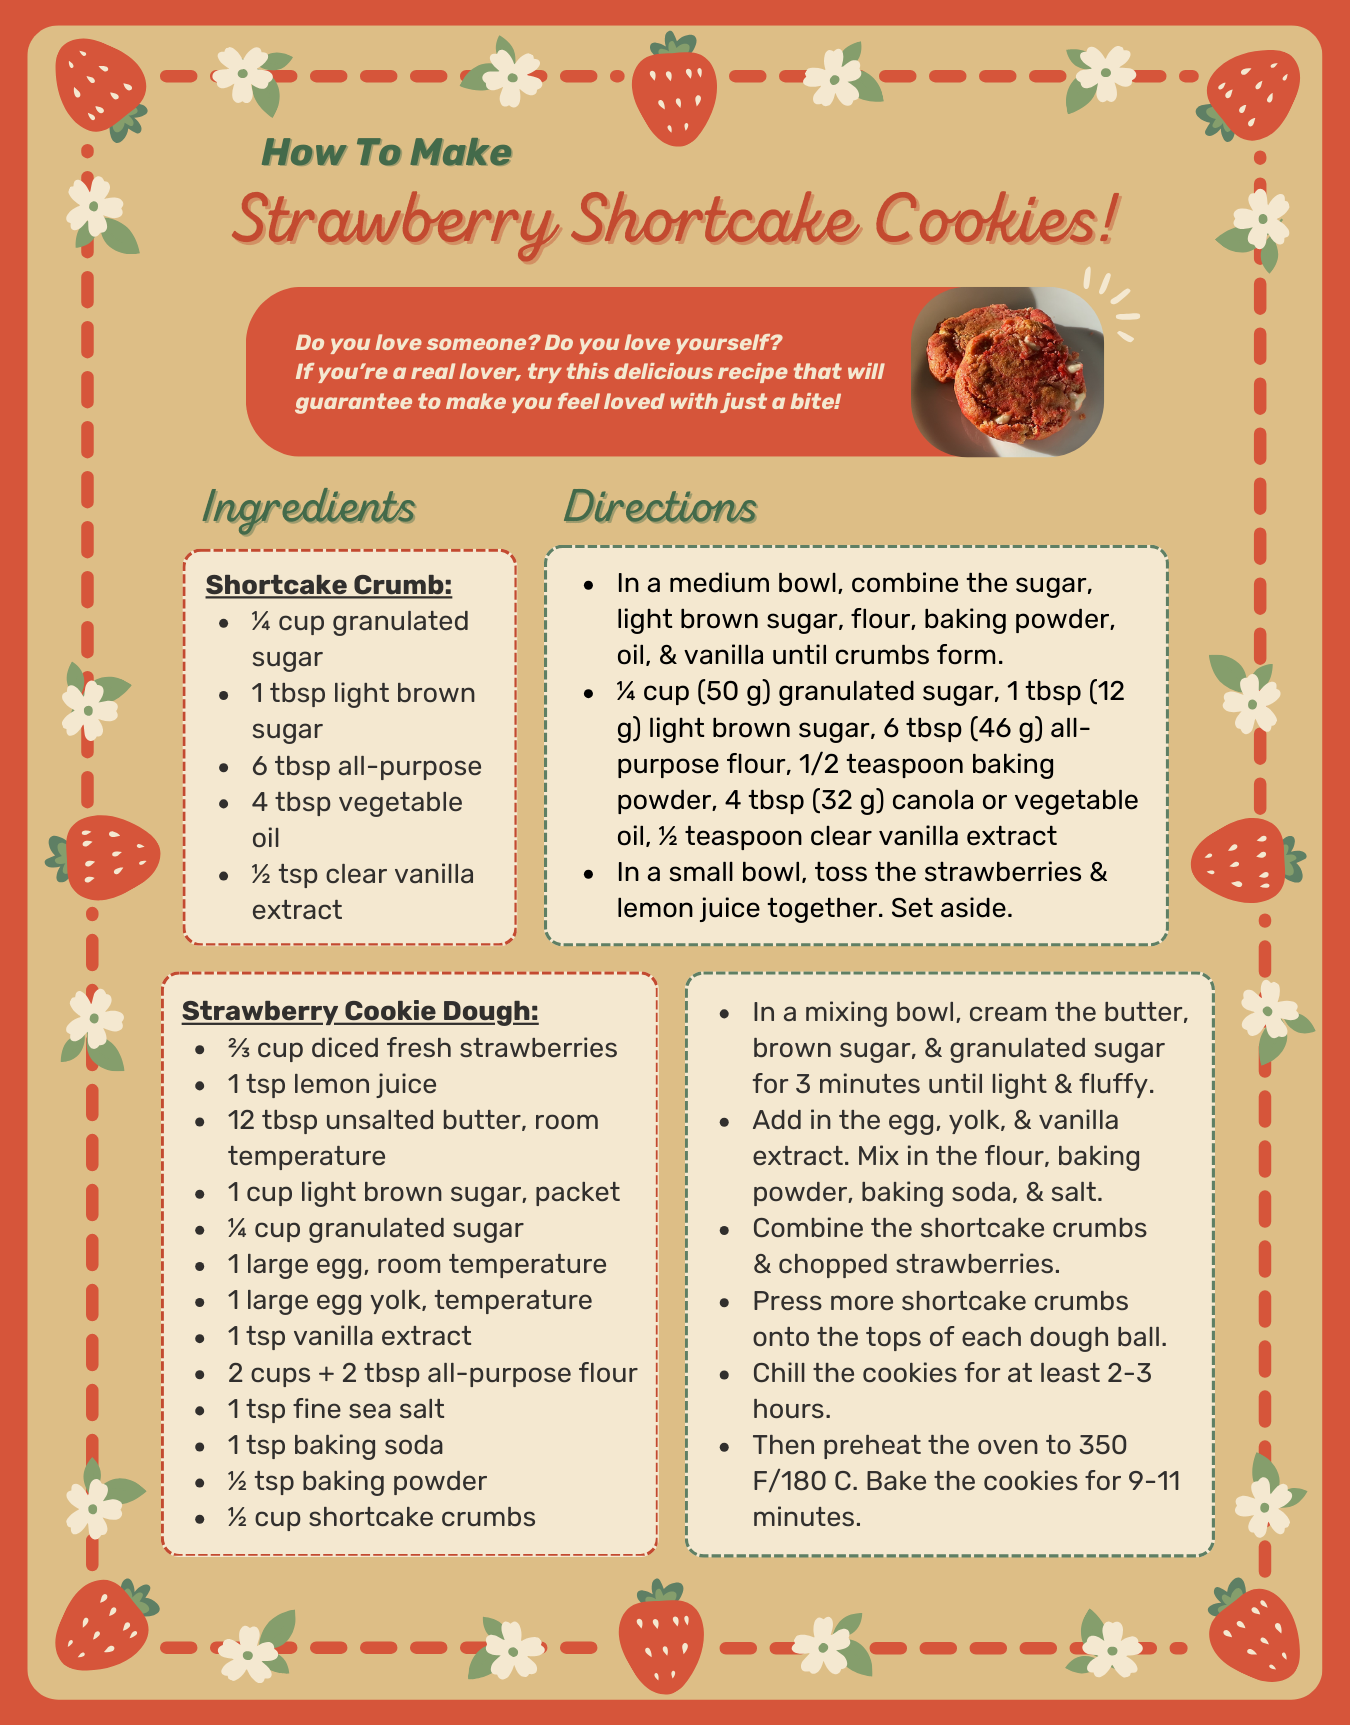 How To Make
Strawberry Shortcake Cookies!
Do you love someone? Do you love yourself?
If you're a real lover, try this delicious recipe that will
guarantee to make you feel loved with just a bite!
Ingredients
Shortcake Crumb:
• ¼ cup granulated
sugar
• 1 tbsp light brown
sugar
• 6 tbsp all-purpose
• 4 tbsp vegetable
oil
• ½ tsp clear vanilla
extract
Directions
• In a medium bowl, combine the sugar,
light brown sugar, flour, baking powder,
oil, & vanilla until crumbs form.
• ¼ cup (50 g) granulated sugar, 1 tbsp (12
g) light brown sugar, 6 tbsp (46 g) all-
purpose flour, 1/2 teaspoon baking
powder, 4 tbsp (32 g) canola or vegetable
oil, ½ teaspoon clear vanilla extract
• In a small bowl, toss the strawberries &
lemon juice together. Set aside.
Strawberry Cookie Dough:
• ⅔ cup diced fresh strawberries
• 1 tsp lemon juice
• 12 tbsp unsalted butter, room
temperature
• 1 cup light brown sugar, packet
• ¼ cup granulated sugar
• 1 large egg, room temperature
• 1 large egg yolk, temperature
• 1 tsp vanilla extract
• 2 cups + 2 tbsp all-purpose flour
• 1 tsp fine sea salt
• 1 tsp baking soda
• ½ tsp baking powder
• ½ cup shortcake crumbs
• In a mixing bowl, cream the butter,
brown sugar, & granulated sugar
for 3 minutes until light & fluffy.
• Add in the egg, yolk, & vanilla
extract. Mix in the flour, baking
powder, baking soda, & salt.
• Combine the shortcake crumbs
& chopped strawberries.
• Press more shortcake crumbs
onto the tops of each dough ball.
• Chill the cookies for at least 2-3
hours.
• Then preheat the oven to 350
F/180 C. Bake the cookies for 9-11
minutes.